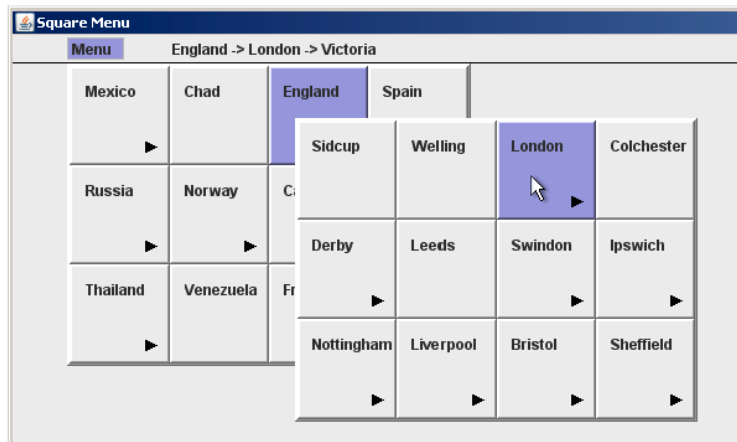 Square Menu
Menu England -> London -> Victoria
Mexico Chad England Spain
Sidcup Welling London Colchester
Russia Norway
Derby Leeds Swindon Ipswich
Thailand Venezuela
Nottingham Liverpool Bristol Sheffield